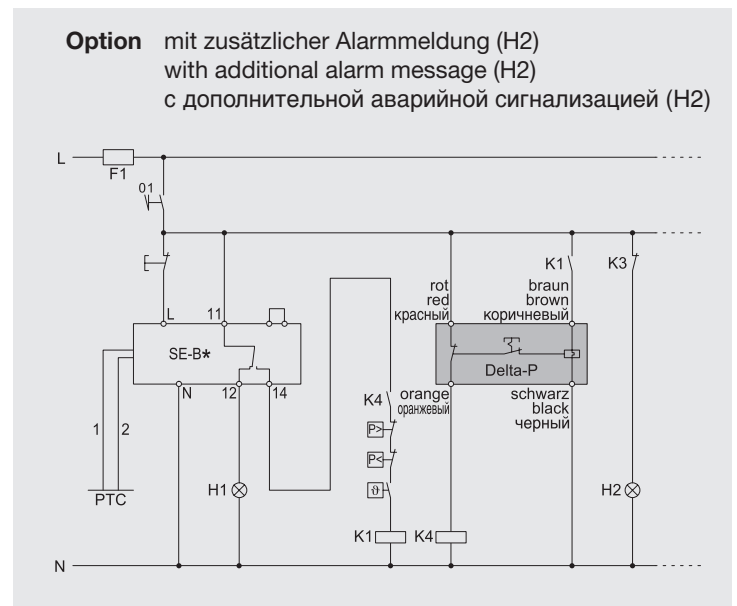 Option mit zusätzlicher Alarmmeldung (H2)
with additional alarm message (H2)
с дополнительной аварийной сигнализацией (H2)
L
F1
01
K1
K3
rot
red
красный
braun
brown
коричневый
L
11
SE-B*
Delta-P
N
12
14
K4
orange
оранжевый
schwarz
black
черный
P>
P<
ϑ
1
2
PTC
H1
H2
K1
K4
N